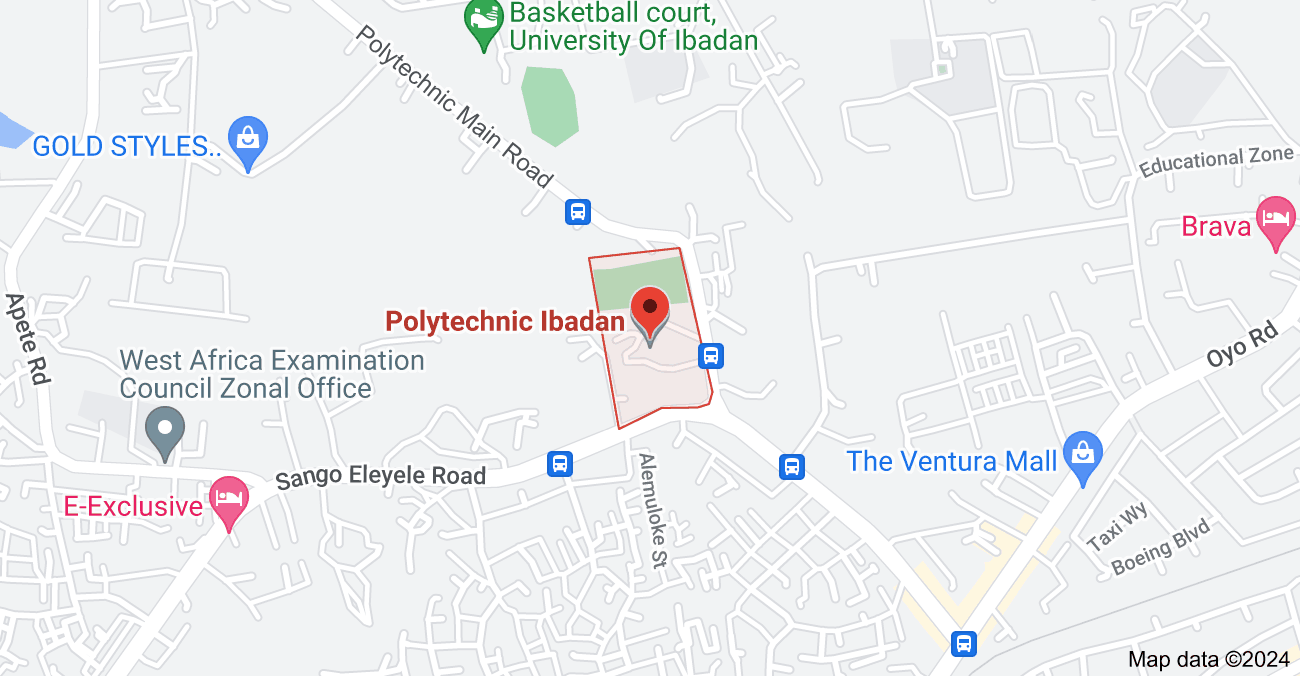 Basketball court,
University Of Ibadan
Polytechnic Main Road
GOLD STYLES..
Educational Zone
Brava
Apete Rd
Polytechnic Ibadan
Oyo Rd
West Africa Examination
Council Zonal Office
Sango Eleyele Road
The Ventura Mall
E-Exclusive
Alemuloke St
Taxi Wy
Boeing Blvd
Map data ©2024